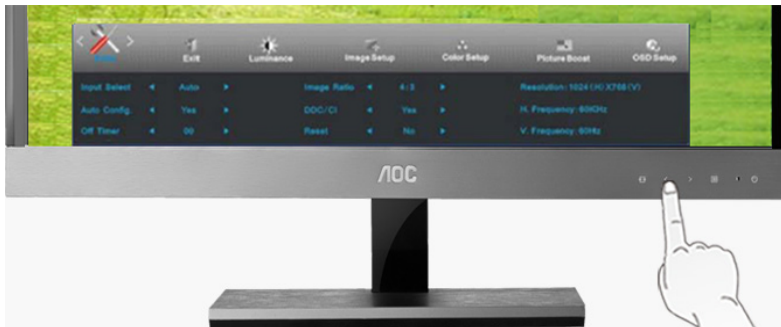 Exit Luminance Image Setup Color Setup Picture Boost OSD Setup
Input Select Auto Image Ratio 4:3 Resolution: 1024 (H) X768 (V)
Auto Config. Yes DDC/CI Yes H. Frequency: 60KHz
Off Timer 00 Reset No V. Frequency: 60Hz
AOC